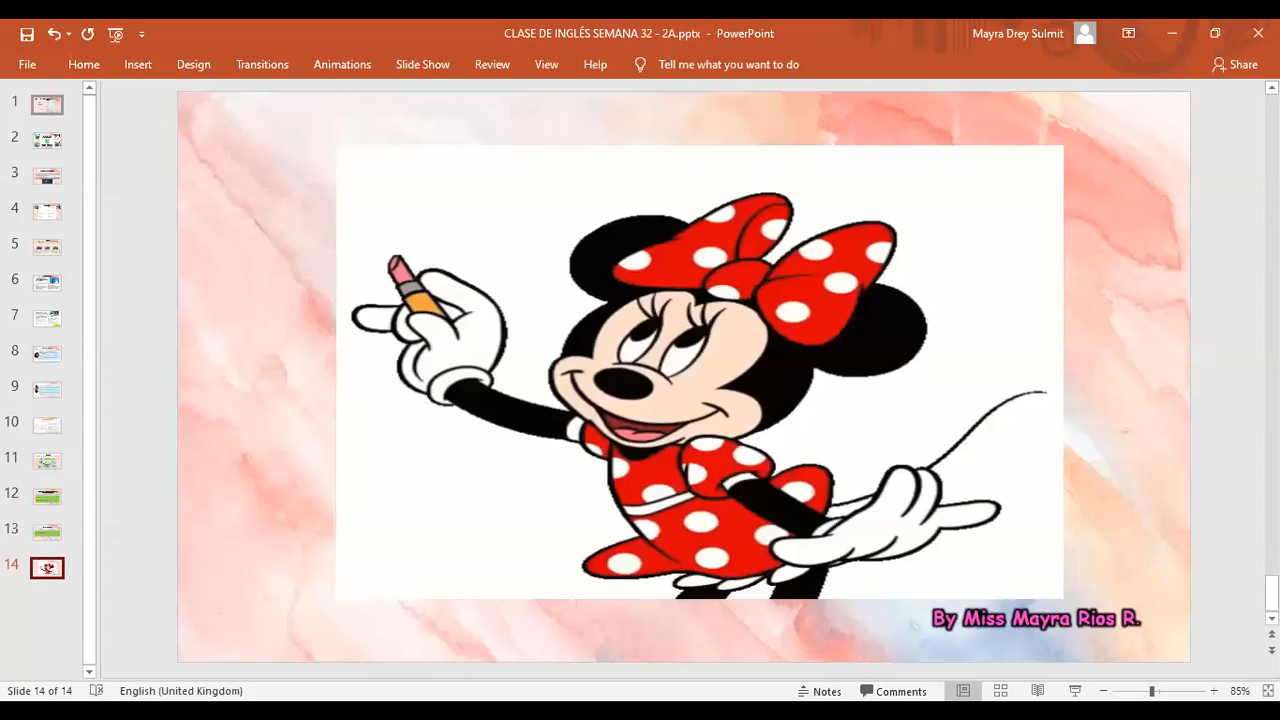 CLASE DE INGLÉS SEMANA 32 - 2A.pptx - PowerPoint
Mayra Drey Sulmit
File Home Insert Design Transitions Animations Slide Show Review View Help Tell me what you want to do Share
1
2
3
4
5
6
7
8
9
10
11
12
13
14
By Miss Mayra Rios R.
Slide 14 of 14 English (United Kingdom) Notes Comments 85%